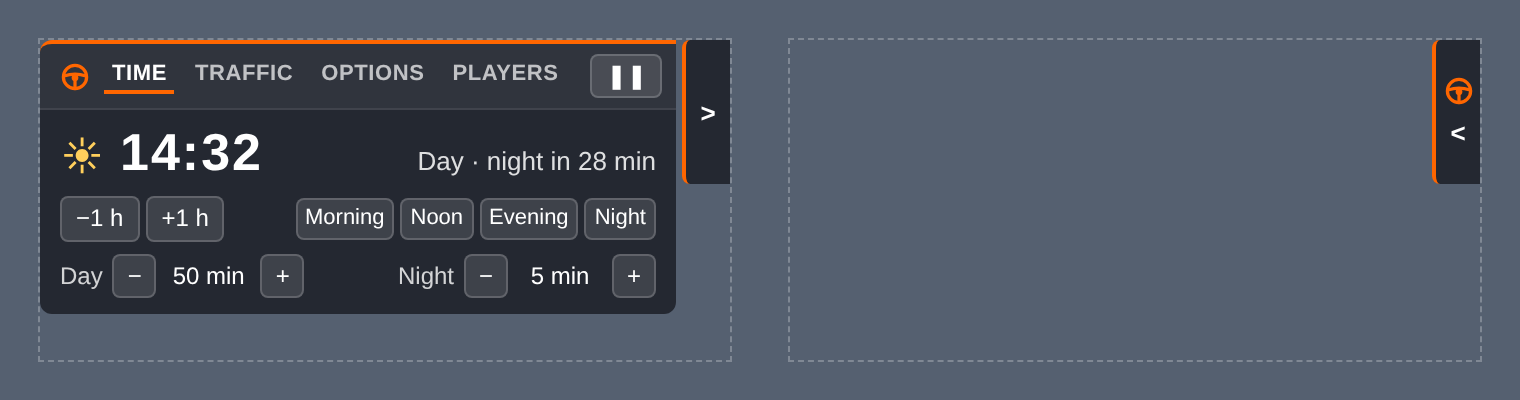 TIME TRAFFIC OPTIONS PLAYERS ❚❚
>
14:32 Day · night in 28 min
−1 h +1 h Morning Noon Evening Night
Day − 50 min + Night − 5 min +
<